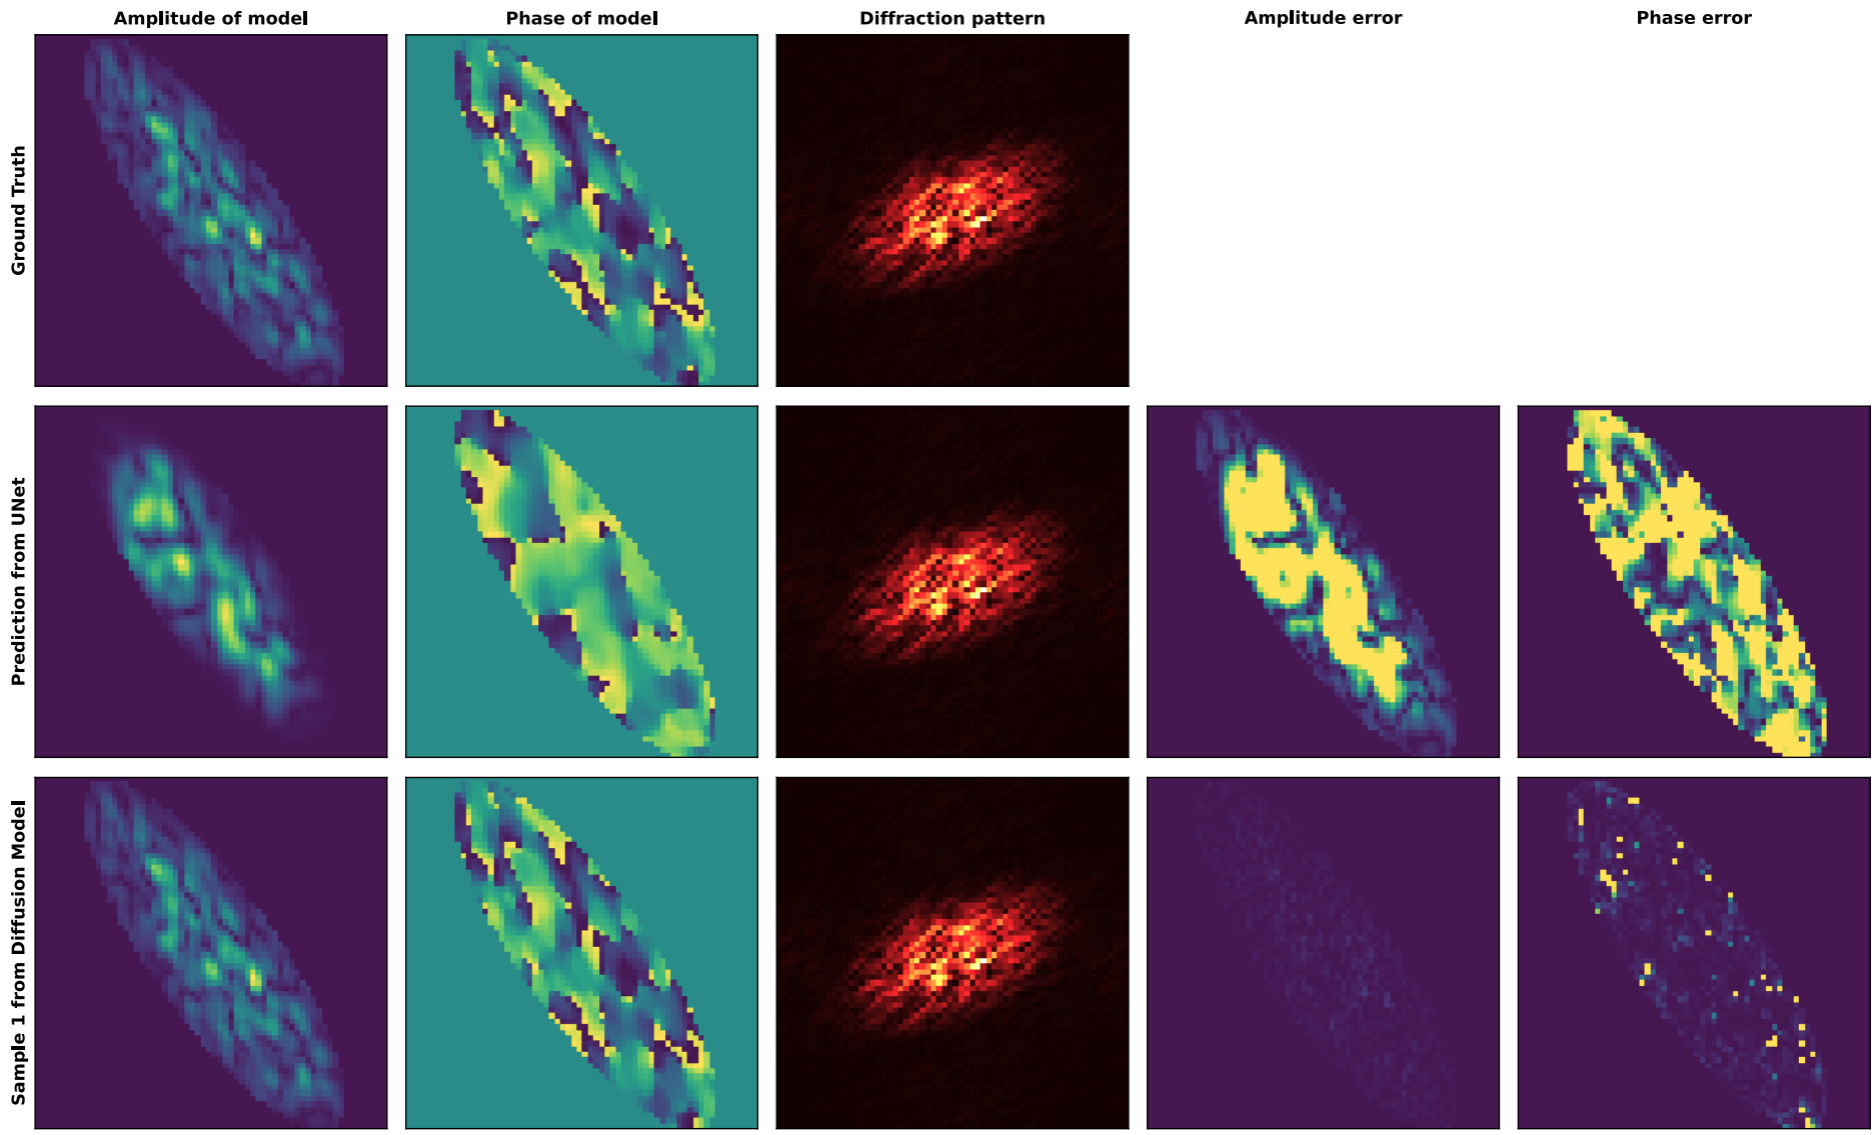 Amplitude of model
Phase of model
Diffraction pattern
Amplitude error
Phase error
Ground Truth
Prediction from UNet
Sample 1 from Diffusion Model